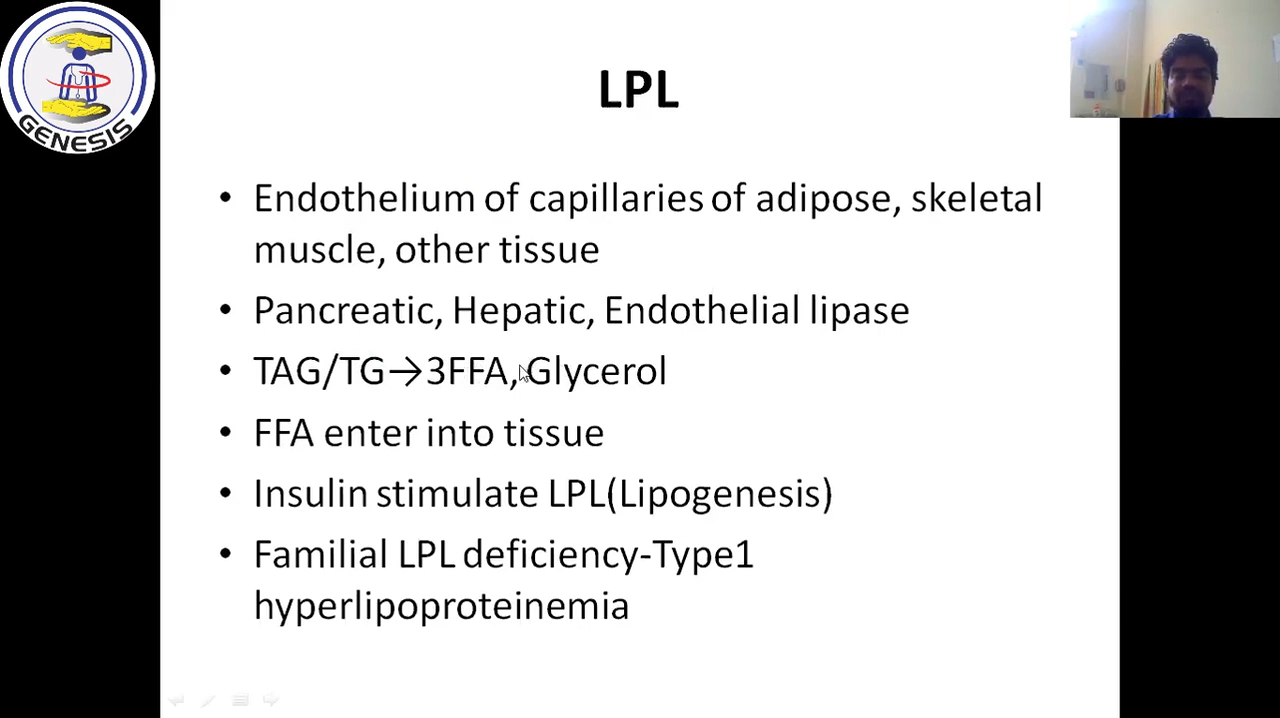 GENESIS
LPL
• Endothelium of capillaries of adipose, skeletal
muscle, other tissue
• Pancreatic, Hepatic, Endothelial lipase
• TAG/TG→3FFA, Glycerol
• FFA enter into tissue
• Insulin stimulate LPL(Lipogenesis)
• Familial LPL deficiency-Type1
hyperlipoproteinemia